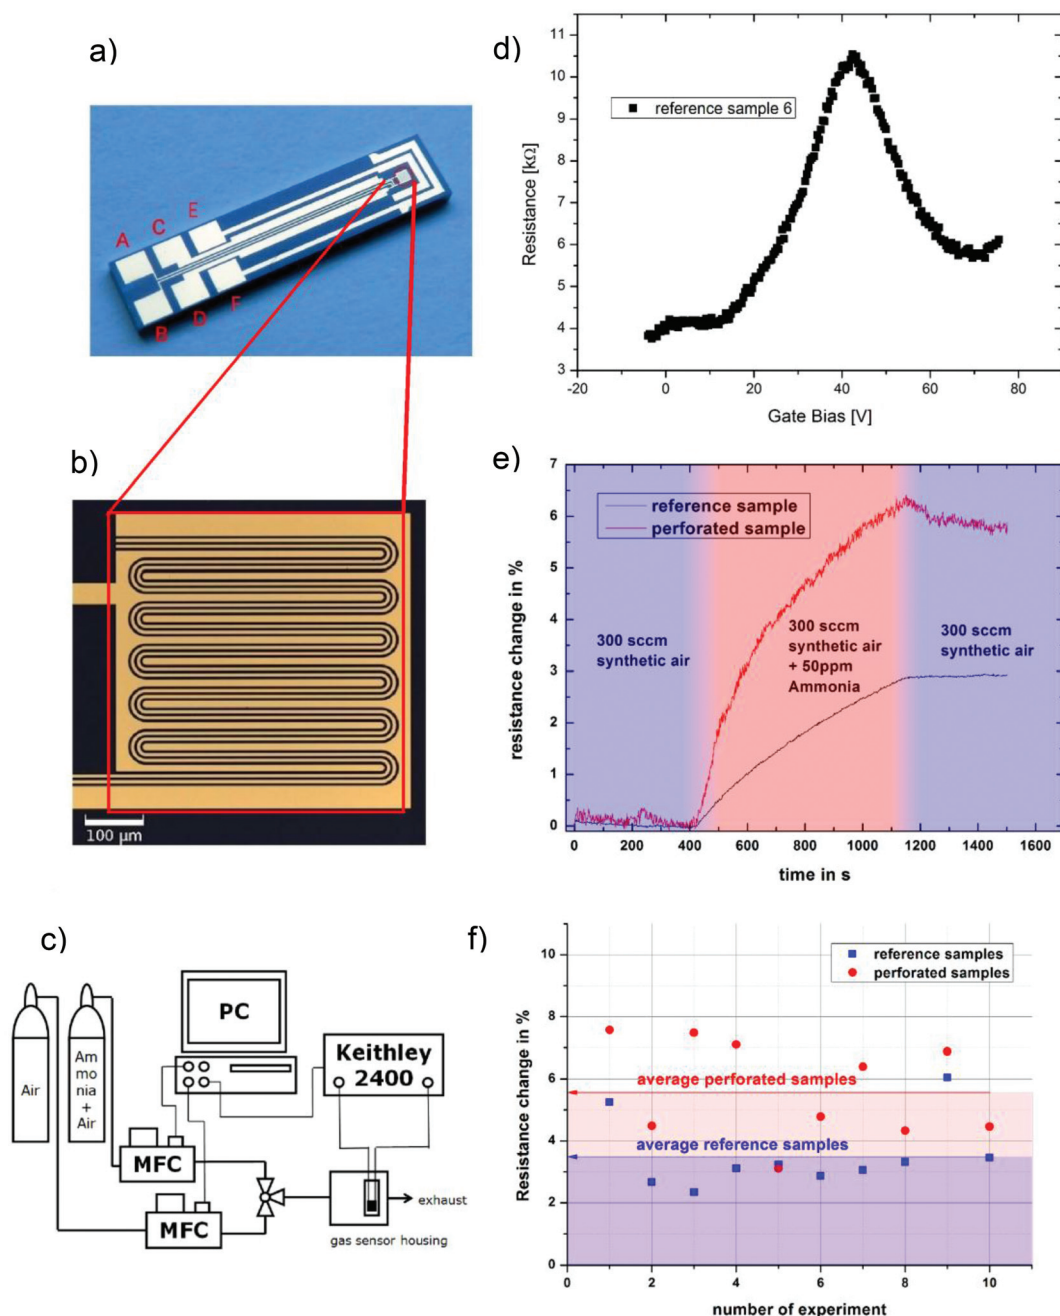 a)
A
C
E
B
D
F
b)
100 µm
c)
Air
Am
mo
nia
+
Air
PC
Keithley
2400
MFC
MFC
exhaust
gas sensor housing
d)
Resistance [kΩ]
11
10
9
8
7
6
5
4
3
reference sample 6
-20
0
20
40
60
80
Gate Bias [V]
e)
resistance change in %
7
6
5
4
3
2
1
0
reference sample
perforated sample
300 sccm
synthetic air
300 sccm
synthetic air
+ 50ppm
Ammonia
300 sccm
synthetic air
0 200 400 600 800 1000 1200 1400 1600
time in s
f)
Resistance change in %
10
8
6
4
2
0
reference samples
perforated samples
average perforated samples
average reference samples
0 2 4 6 8 10
number of experiment